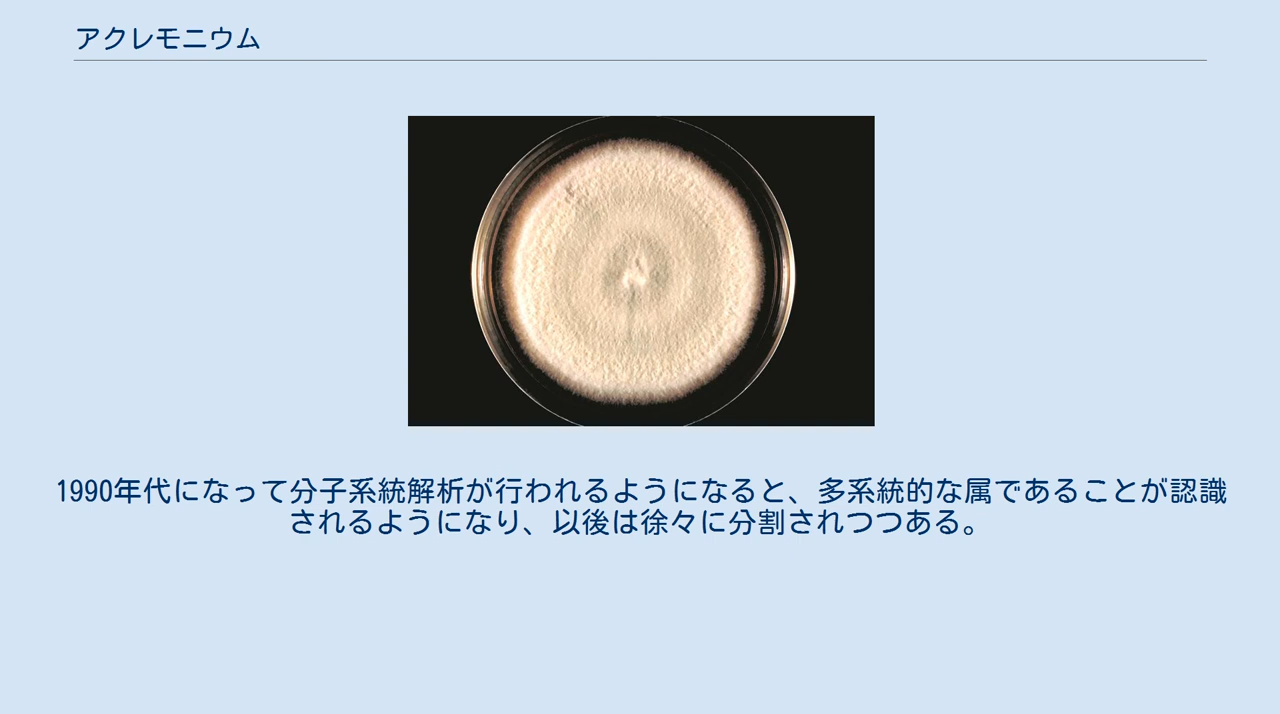 アクレモニウム
1990年代になって分子系統解析が行われるようになると、多系統的な属であることが認識
されるようになり、以後は徐々に分割されつつある。